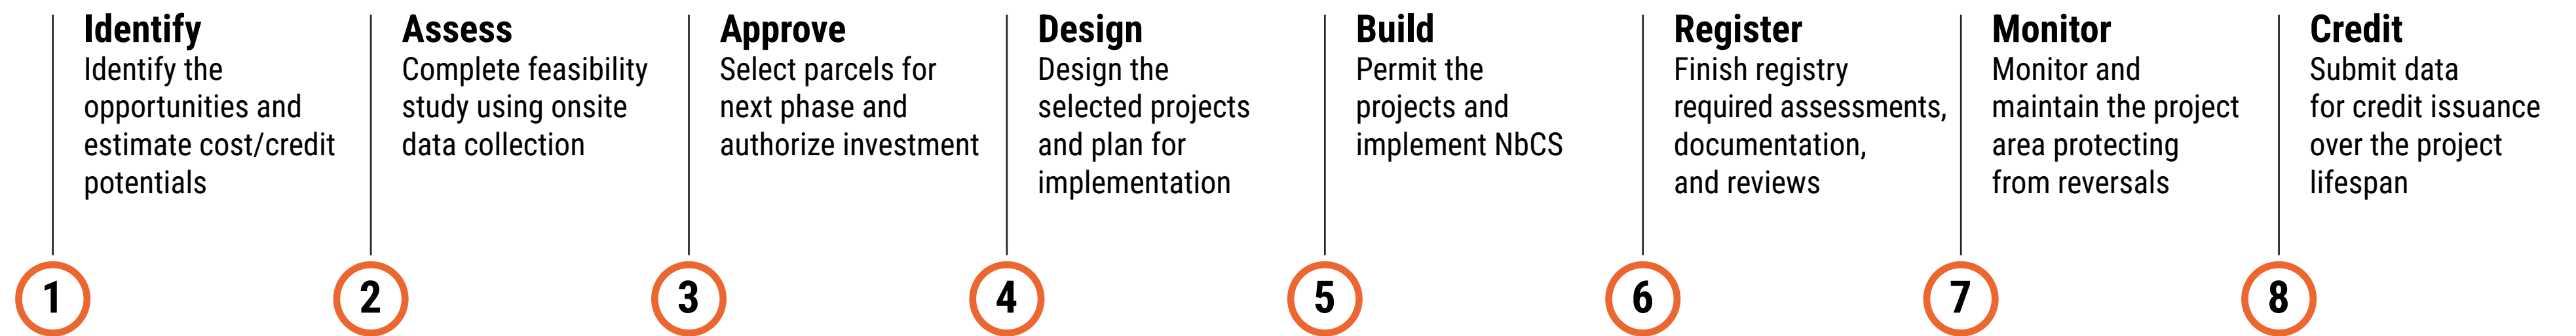 Identify
Identify the
opportunities and
estimate cost/credit
potentials
1
Assess
Complete feasibility
study using onsite
data collection
2
Approve
Select parcels for
next phase and
authorize investment
3
Design
Design the
selected projects
and plan for
implementation
4
Build
Permit the
projects and
implement NbCS
5
Register
Finish registry
required assessments,
documentation,
and reviews
6
Monitor
Monitor and
maintain the project
area protecting
from reversals
7
Credit
Submit data
for credit issuance
over the project
lifespan
8